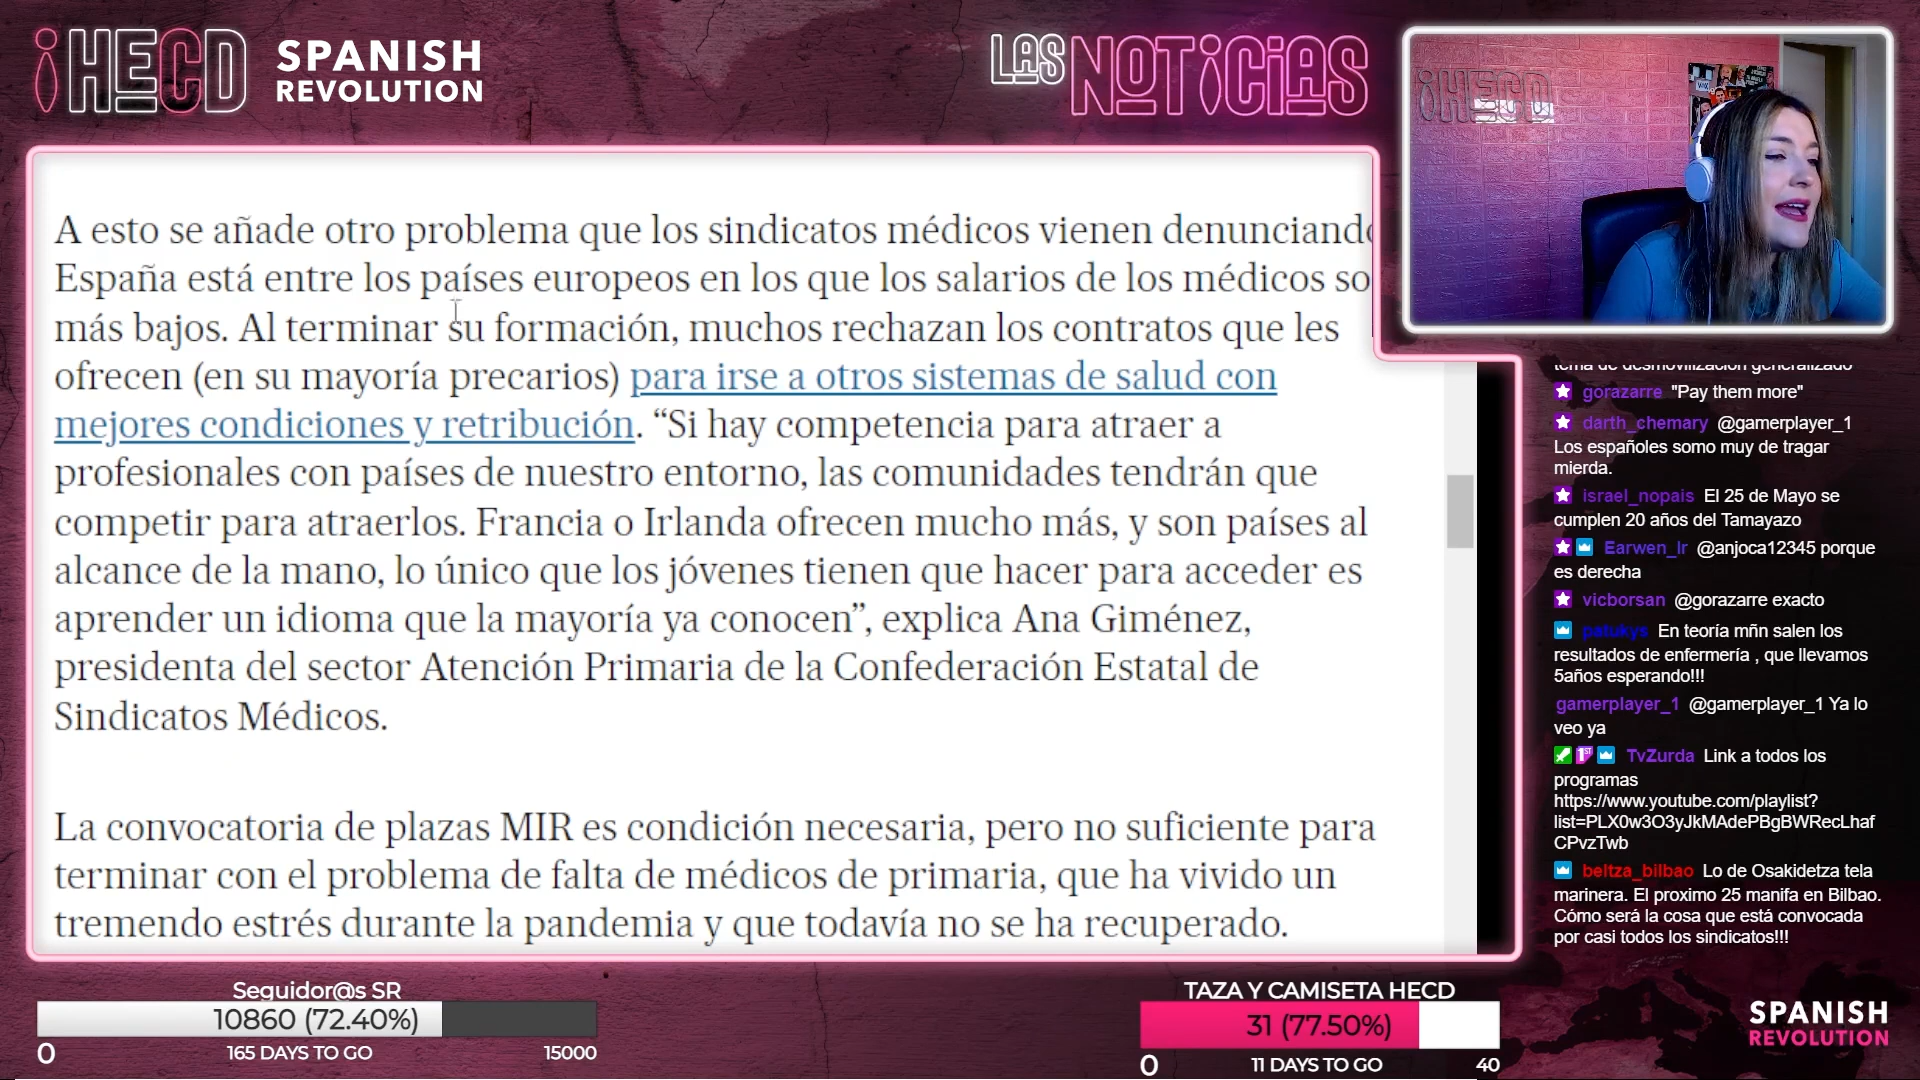 ¡HECD
SPANISH
REVOLUTION
LAS NOTICIAS
¡HECD
A esto se añade otro problema que los sindicatos médicos vienen denunciando
España está entre los países europeos en los que los salarios de los médicos so
más bajos. Al terminar su formación, muchos rechazan los contratos que les
ofrecen (en su mayoría precarios) para irse a otros sistemas de salud con
mejores condiciones y retribución. “Si hay competencia para atraer a
profesionales con países de nuestro entorno, las comunidades tendrán que
competir para atraerlos. Francia o Irlanda ofrecen mucho más, y son países al
alcance de la mano, lo único que los jóvenes tienen que hacer para acceder es
aprender un idioma que la mayoría ya conocen”, explica Ana Giménez,
presidenta del sector Atención Primaria de la Confederación Estatal de
Sindicatos Médicos.
La convocatoria de plazas MIR es condición necesaria, pero no suficiente para
terminar con el problema de falta de médicos de primaria, que ha vivido un
tremendo estrés durante la pandemia y que todavía no se ha recuperado.
tema de desmovilización generalizado
gorazarre "Pay them more"
darth_chemary @gamerplayer_1
Los españoles somo muy de tragar
mierda.
israel_nopais El 25 de Mayo se
cumplen 20 años del Tamayazo
Earwen_lr @anjoca12345 porque
es derecha
vicborsan @gorazarre exacto
patukys En teoría mñn salen los
resultados de enfermería , que llevamos
5años esperando!!!
gamerplayer_1 @gamerplayer_1 Ya lo
veo ya
1ST TvZurda Link a todos los
programas
https://www.youtube.com/playlist?
list=PLX0w3O3yJkMAdePBgBWRecLhaf
CPvzTwb
beltza_bilbao Lo de Osakidetza tela
marinera. El proximo 25 manifa en Bilbao.
Cómo será la cosa que está convocada
por casi todos los sindicatos!!!
Seguidor@s SR
10860 (72.40%)
0 165 DAYS TO GO 15000
TAZA Y CAMISETA HECD
31 (77.50%)
0 11 DAYS TO GO 40
SPANISH
REVOLUTION